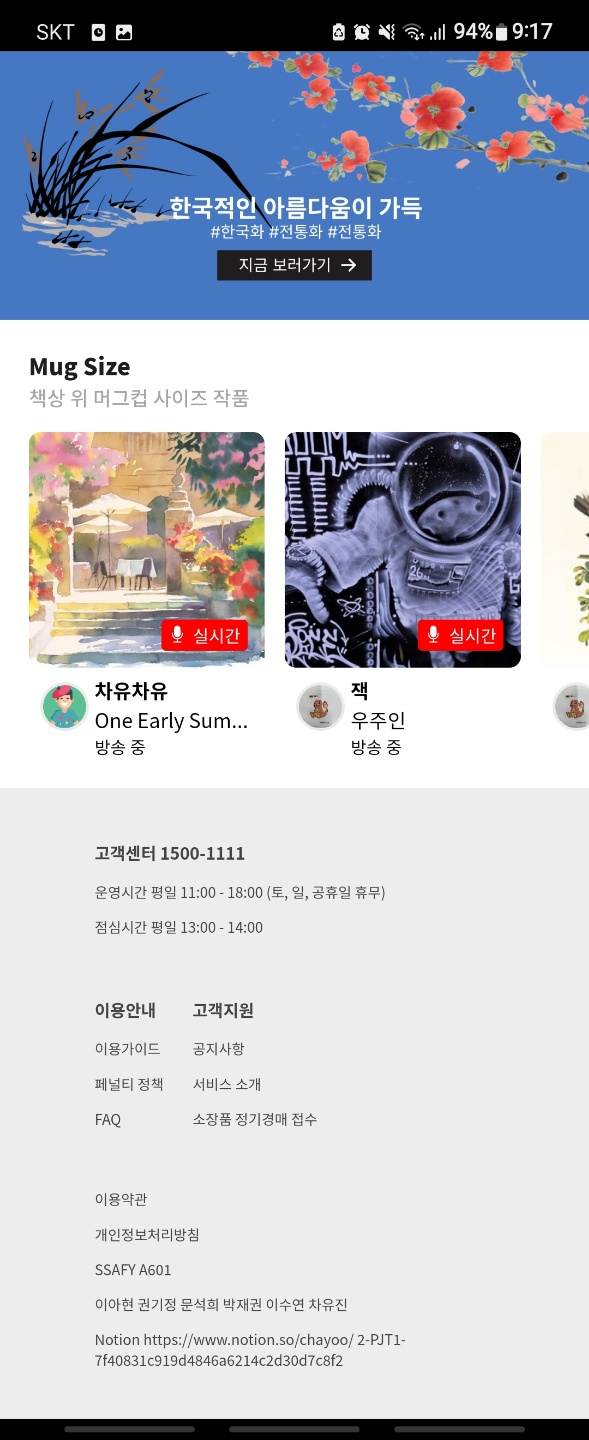 SKT 94% 9:17
한국적인 아름다움이 가득
#한국화 #전통화 #전통화
지금 보러가기 →
Mug Size
책상 위 머그컵 사이즈 작품
실시간 실시간
차유차유
One Early Sum...
방송 중
잭
우주인
방송 중
고객센터 1500-1111
운영시간 평일 11:00 - 18:00 (토, 일, 공휴일 휴무)
점심시간 평일 13:00 - 14:00
이용안내 고객지원
이용가이드 공지사항
페널티 정책 서비스 소개
FAQ 소장품 정기경매 접수
이용약관
개인정보처리방침
SSAFY A601
이아현 권기정 문석희 박재권 이수연 차유진
Notion https://www.notion.so/chayoo/ 2-PJT1-
7f40831c919d4846a6214c2d30d7c8f2